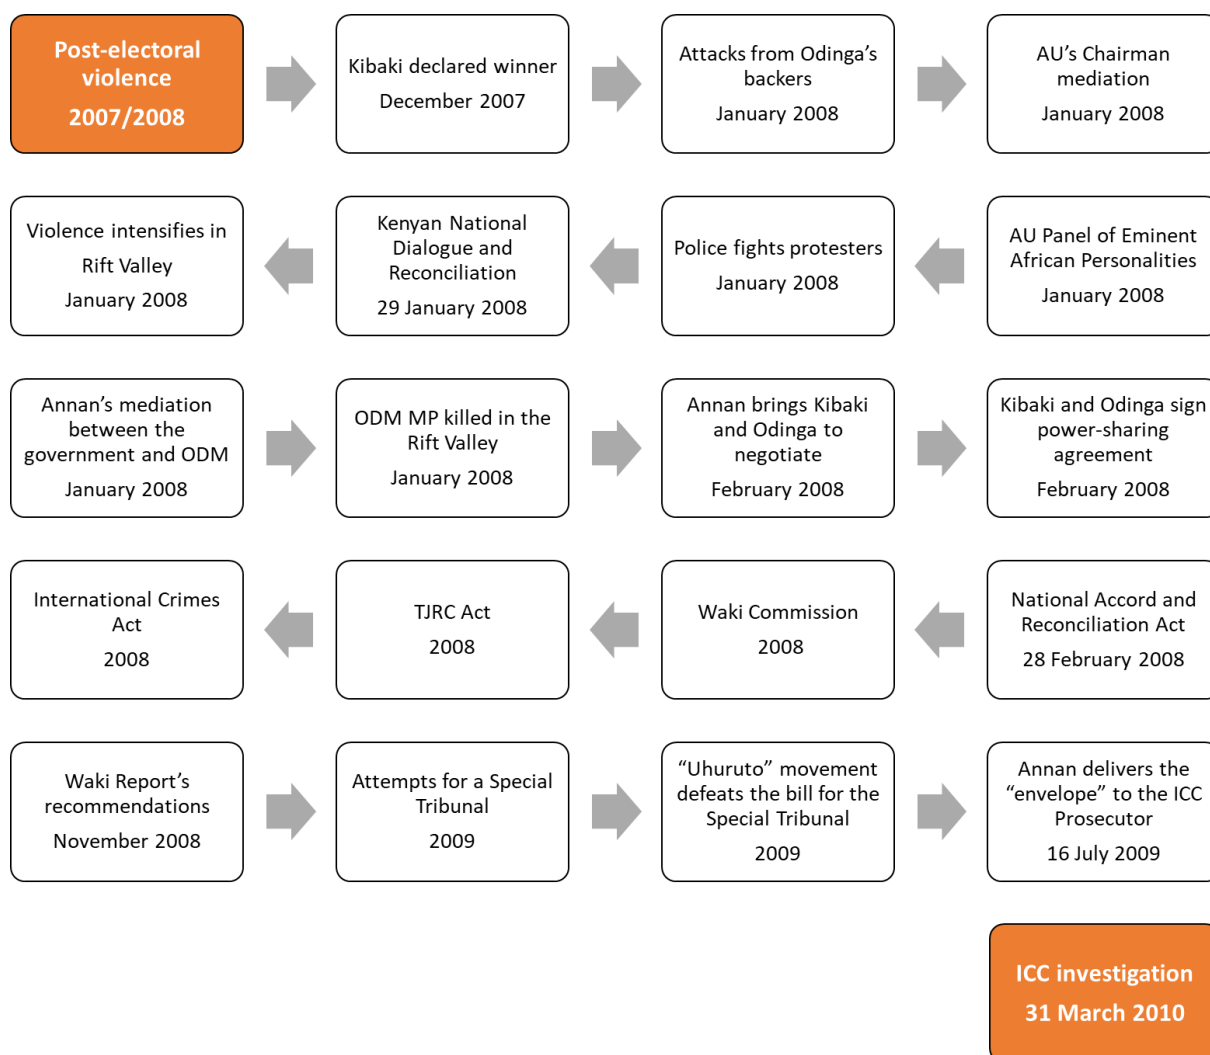 Post-electoral
violence
2007/2008
Kibaki declared winner
December 2007
Attacks from Odinga’s
backers
January 2008
AU’s Chairman
mediation
January 2008
AU Panel of Eminent
African Personalities
January 2008
Police fights protesters
January 2008
Kenyan National
Dialogue and
Reconciliation
29 January 2008
Violence intensifies in
Rift Valley
January 2008
Annan’s mediation
between the
government and ODM
January 2008
ODM MP killed in the
Rift Valley
January 2008
Annan brings Kibaki
and Odinga to
negotiate
February 2008
Kibaki and Odinga sign
power-sharing
agreement
February 2008
National Accord and
Reconciliation Act
28 February 2008
Waki Commission
2008
TJRC Act
2008
International Crimes
Act
2008
Waki Report’s
recommendations
November 2008
Attempts for a Special
Tribunal
2009
“Uhuruto” movement
defeats the bill for the
Special Tribunal
2009
Annan delivers the
“envelope” to the ICC
Prosecutor
16 July 2009
ICC investigation
31 March 2010